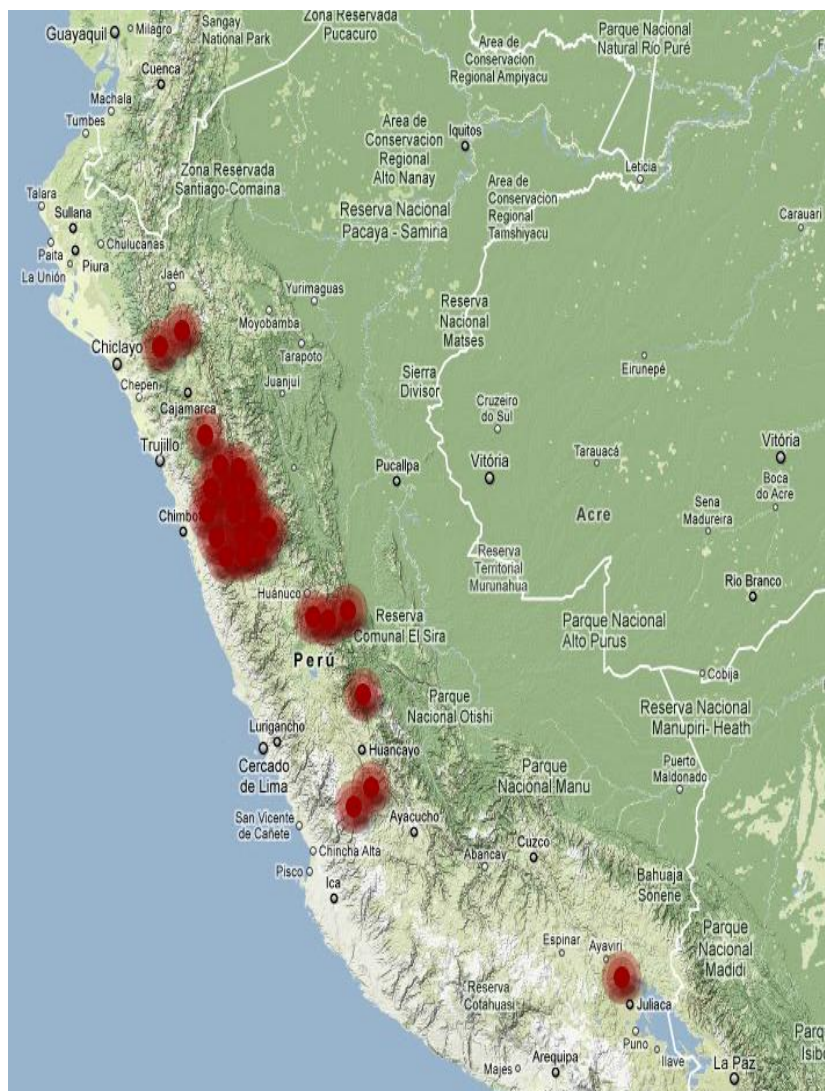 Zona Reservada
Pucacuro
Sangay
National Park
Milagro
Guayaquil
Parque Nacional
Natural Rio Puré
Area de
Conservacion
Regional Ampiyacu
Cuenca
Machala
Tumbes
Area de
Conservacion
Regional
Alto Nanay
Iquitos
Zona Reservada
Santiago-Comaina
Leticia
Area de
Conservacion
Regional
Tamshiyacu
Talara
Sullana
Reserva Nacional
Pacaya - Samiria
Carauari
Chulucanas
Paita
Piura
La Unión
Jaén
Yurimaguas
Moyobamba
Reserva
Nacional
Matses
Tarapoto
Chiclayo
Eirunepé
Sierra
Divisor
Chepen
Juanjuí
Cajamarca
Cruzeiro
do Sul
Trujillo
Tarauacá
Vitória
Pucallpa
Vitória
Boca
do Acre
Acre
Sena
Madureira
Chimbo
Reserva
Territorial
Murunahua
Rio Branco
Huánuco
Reserva
Comunal El Sira
Parque Nacional
Alto Purus
Perú
Cobija
Parque
Nacional Otishi
Reserva Nacional
Manupiri- Heath
Lurigancho
Huancayo
Cercado
de Lima
Parque
Nacional Manu
Puerto
Maldonado
San Vicente
de Cañete
Ayacucho
Chincha Alta
Abancay
Cuzco
Pisco
Ica
Bahuaja
Sonene
Parque
Nacional
Madidi
Espinar
Ayaviri
Reserva
Cotahuasi
Juliaca
Parq
Isibo
Puno
Ilave
La Paz
Majes
Arequipa